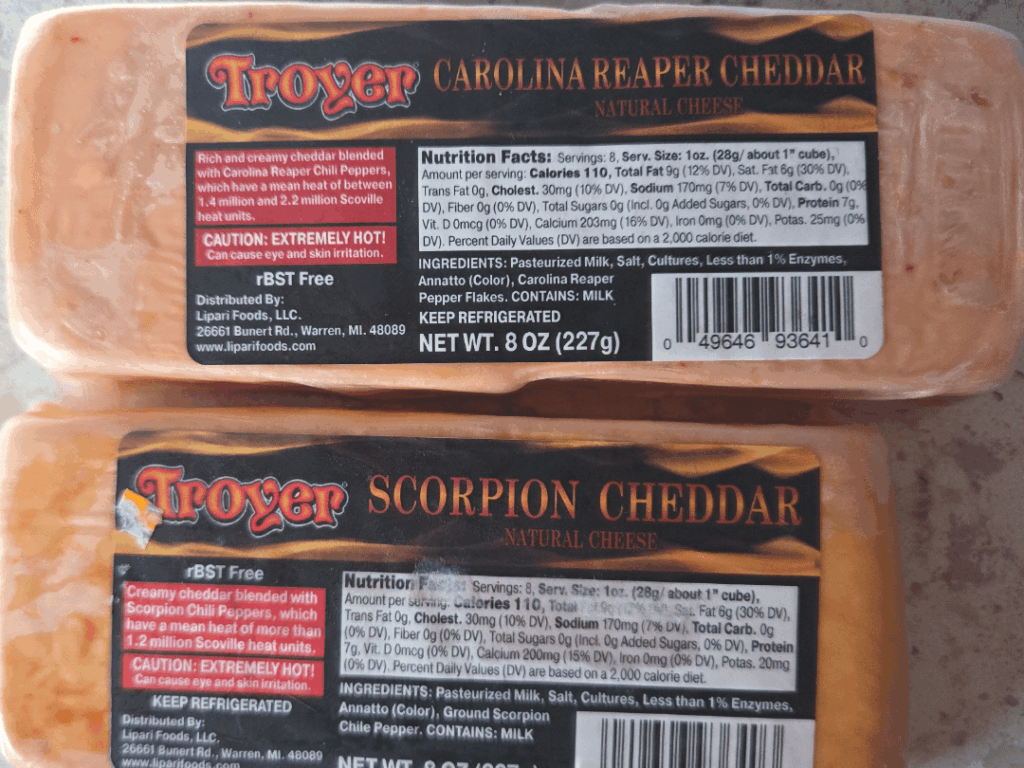 Troyer CAROLINA REAPER CHEDDAR
NATURAL CHEESE
Rich and creamy cheddar blended
with Carolina Reaper Chili Peppers,
which have a mean heat of between
1.4 million and 2.2 million Scoville
heat units.
CAUTION: EXTREMELY HOT!
Can cause eye and skin irritation.
rBST Free
Distributed By:
Lipari Foods, LLC.
26661 Bunert Rd., Warren, MI. 48089
www.liparifoods.com
Nutrition Facts: Servings: 8, Serv. Size: 1oz. (28g/ about 1" cube),
Amount per serving: Calories 110, Total Fat 9g (12% DV), Sat. Fat 6g (30% DV),
Trans Fat 0g, Cholest. 30mg (10% DV), Sodium 170mg (7% DV), Total Carb. 0g (0%
DV), Fiber 0g (0% DV), Total Sugars 0g (Incl. 0g Added Sugars, 0% DV), Protein 7g,
Vit. D 0mcg (0% DV), Calcium 203mg (16% DV), Iron 0mg (0% DV), Potas. 25mg (0%
DV). Percent Daily Values (DV) are based on a 2,000 calorie diet.
INGREDIENTS: Pasteurized Milk, Salt, Cultures, Less than 1% Enzymes,
Annatto (Color), Carolina Reaper
Pepper Flakes. CONTAINS: MILK
KEEP REFRIGERATED
NET WT. 8 OZ (227g)
0 49646 93641 0
Troyer SCORPION CHEDDAR
NATURAL CHEESE
rBST Free
Creamy cheddar blended with
Scorpion Chili Peppers, which
have a mean heat of more than
1.2 million Scoville heat units.
CAUTION: EXTREMELY HOT!
Can cause eye and skin irritation.
KEEP REFRIGERATED
Distributed By:
Lipari Foods, LLC.
26661 Bunert Rd., Warren, MI. 48089
www.liparifoods.com
Nutrition Facts: Servings: 8, Serv. Size: 1oz. (28g/ about 1" cube),
Amount per serving: Calories 110, Total Fat 9g (12% DV), Sat. Fat 6g (30% DV),
Trans Fat 0g, Cholest. 30mg (10% DV), Sodium 170mg (7% DV), Total Carb. 0g
(0% DV), Fiber 0g (0% DV), Total Sugars 0g (Incl. 0g Added Sugars, 0% DV), Protein
7g, Vit. D 0mcg (0% DV), Calcium 200mg (15% DV), Iron 0mg (0% DV), Potas. 20mg
(0% DV). Percent Daily Values (DV) are based on a 2,000 calorie diet.
INGREDIENTS: Pasteurized Milk, Salt, Cultures, Less than 1% Enzymes,
Annatto (Color), Ground Scorpion
Chile Pepper. CONTAINS: MILK
NET WT. 8 OZ